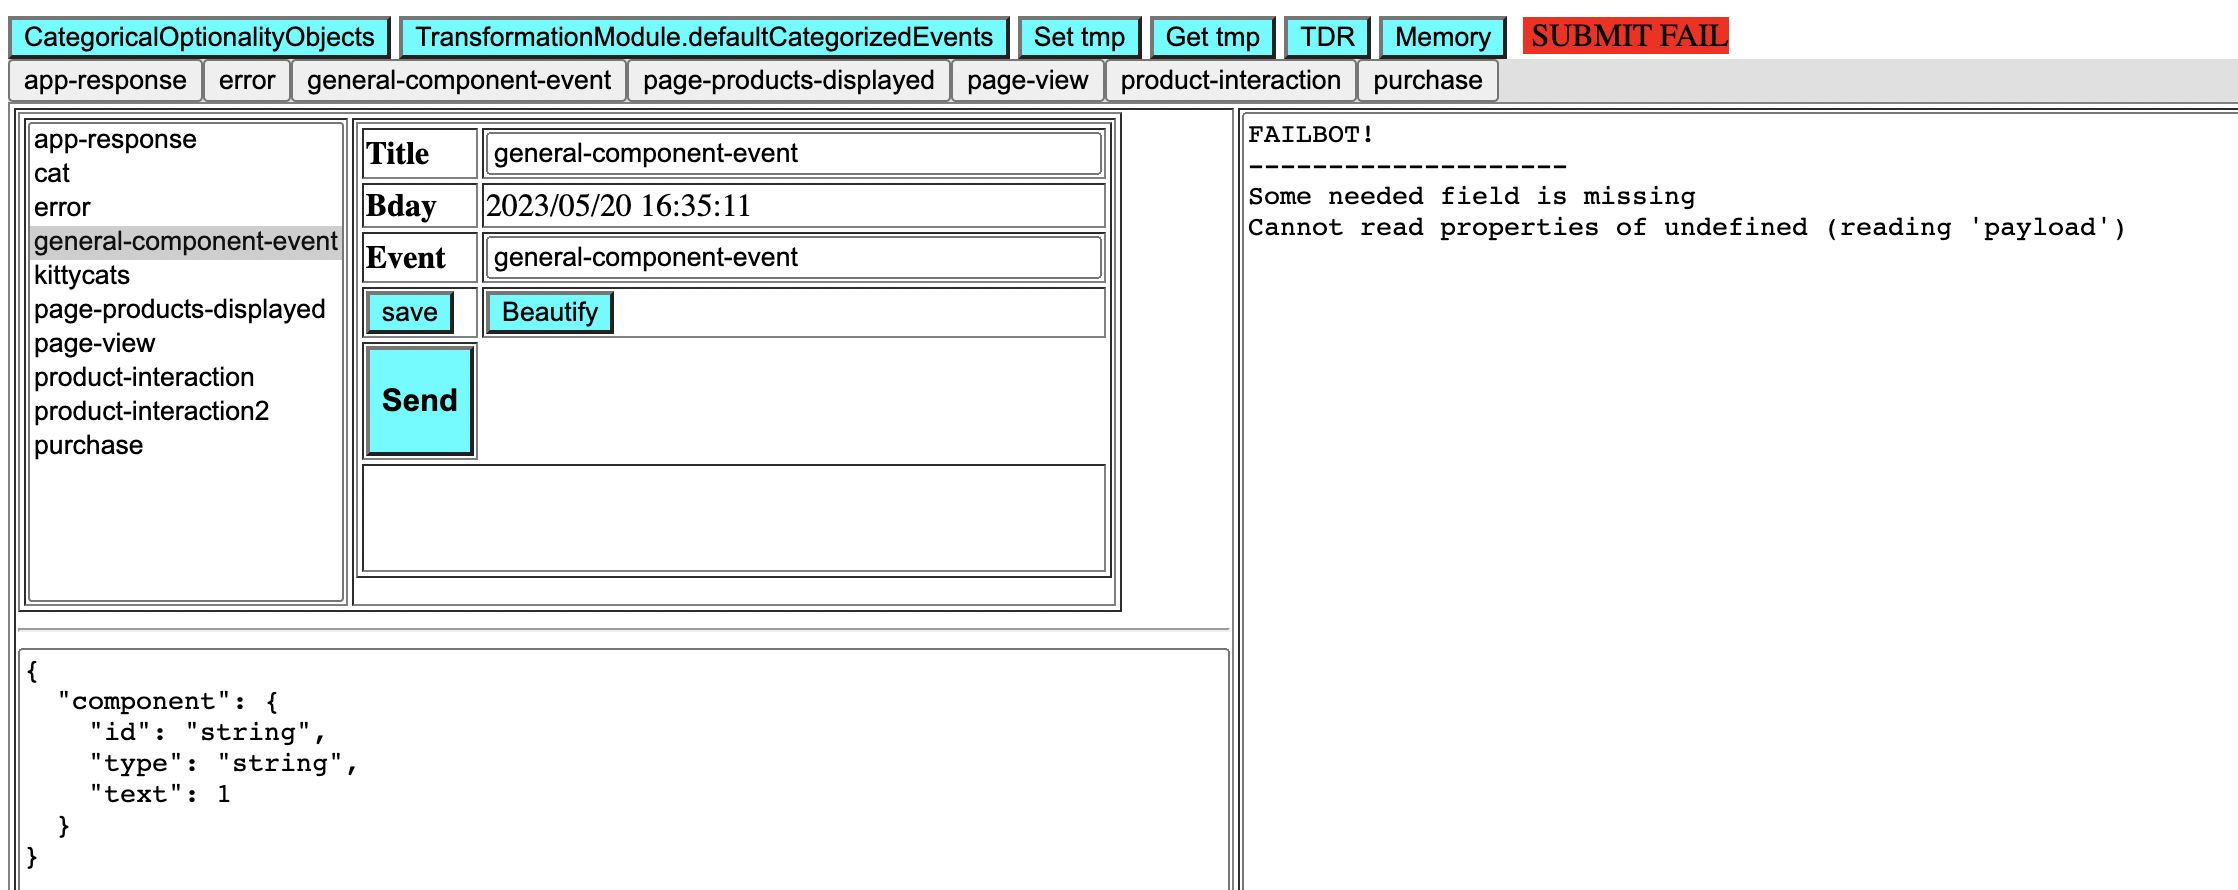 CategoricalOptionalityObjects TransformationModule.defaultCategorizedEvents Set tmp Get tmp TDR Memory SUBMIT FAIL
app-response error general-component-event page-products-displayed page-view product-interaction purchase
app-response
cat
error
general-component-event
kittycats
page-products-displayed
page-view
product-interaction
product-interaction2
purchase
Title general-component-event
Bday 2023/05/20 16:35:11
Event general-component-event
save Beautify
Send
{
  "component": {
    "id": "string",
    "type": "string",
    "text": 1
  }
}
FAILBOT!
--------------------
Some needed field is missing
Cannot read properties of undefined (reading 'payload')